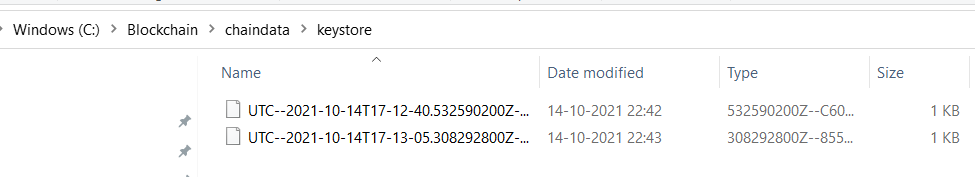 Windows (C:) > Blockchain > chaindata > keystore
Name Date modified Type Size
UTC--2021-10-14T17-12-40.532590200Z-... 14-10-2021 22:42 532590200Z--C60... 1 KB
UTC--2021-10-14T17-13-05.308292800Z-... 14-10-2021 22:43 308292800Z--855... 1 KB